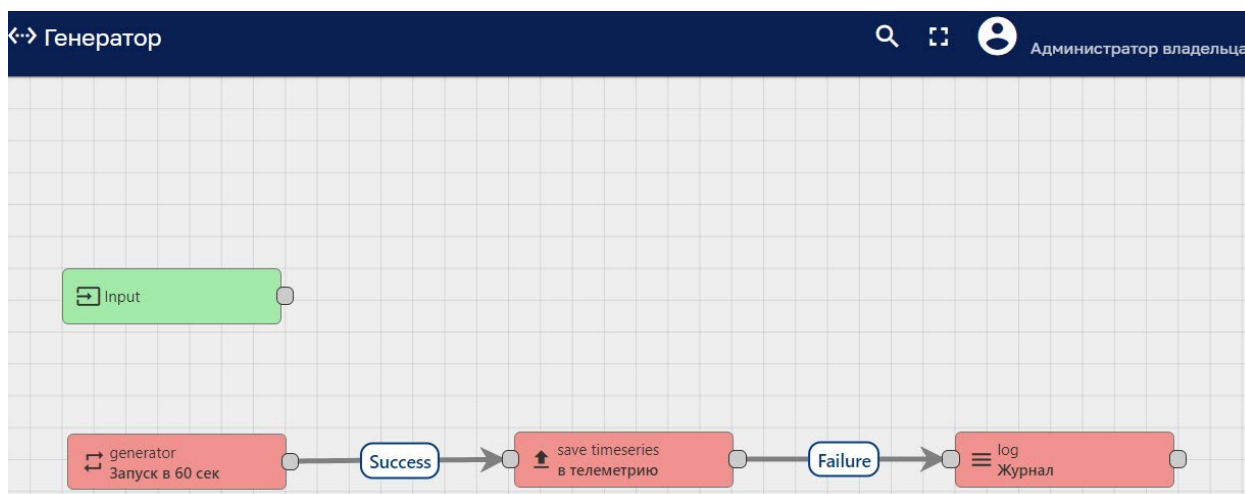 Генератор
Администратор владельца
Input
generator
Запуск в 60 сек
Success
save timeseries
в телеметрию
Failure
log
Журнал